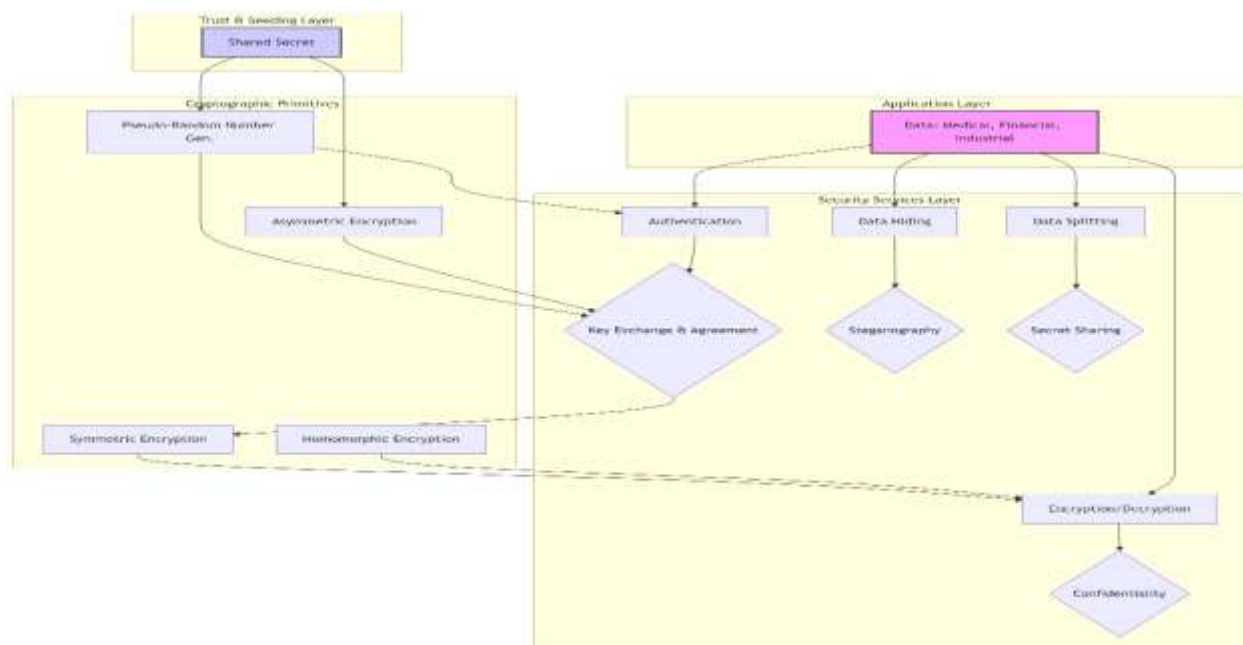 Trust & Seeding Layer
Shared Secret
Cryptographic Primitives
Pseudo-Random Number
Gen.
Asymmetric Encryption
Application Layer
Data: Medical, Financial,
Industrial
Security Services Layer
Authentication
Data Hiding
Data Splitting
Key Exchange & Agreement
Steganography
Secret Sharing
Symmetric Encryption
Homomorphic Encryption
Encryption/Decryption
Confidentiality